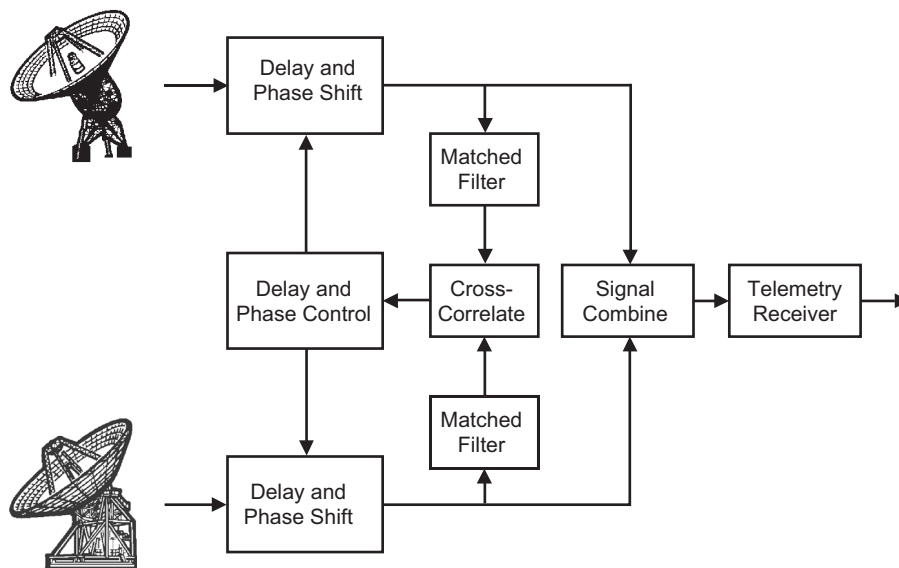 Delay and
Phase Shift
Matched
Filter
Delay and
Phase Control
Cross-
Correlate
Signal
Combine
Telemetry
Receiver
Matched
Filter
Delay and
Phase Shift